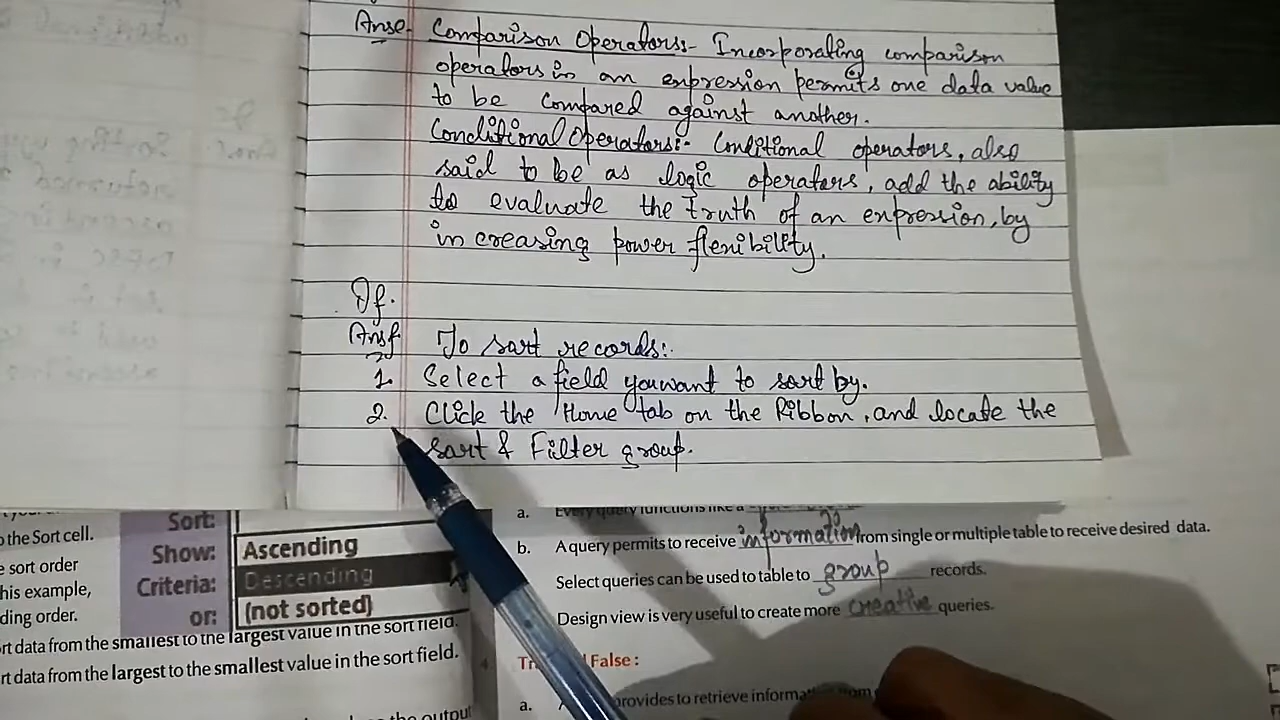 Anse. Comparison Operators:- Incorporating comparison
operators in an expression permits one data value
to be compared against another.
Conditional Operators:- Conditional operators, also
said to be as logic operators, add the ability
to evaluate the truth of an expression, by
increasing power flexibility.
Qf.
Ansf To sort records:.
1. Select a field you want to sort by.
2. Click the Home tab on the Ribbon, and locate the
sort & Filter group.
o the Sort cell.
e sort order
his example,
ding order.
Sort:
Show:
Criteria:
or:
Ascending
Descending
(not sorted)
rt data from the smallest to the largest value in the sort field.
rt data from the largest to the smallest value in the sort field.
the output
a. Every query functions like a
b. A query permits to receive information from single or multiple table to receive desired data.
Select queries can be used to table to group records.
Design view is very useful to create more creative queries.
False :
a. provides to retrieve